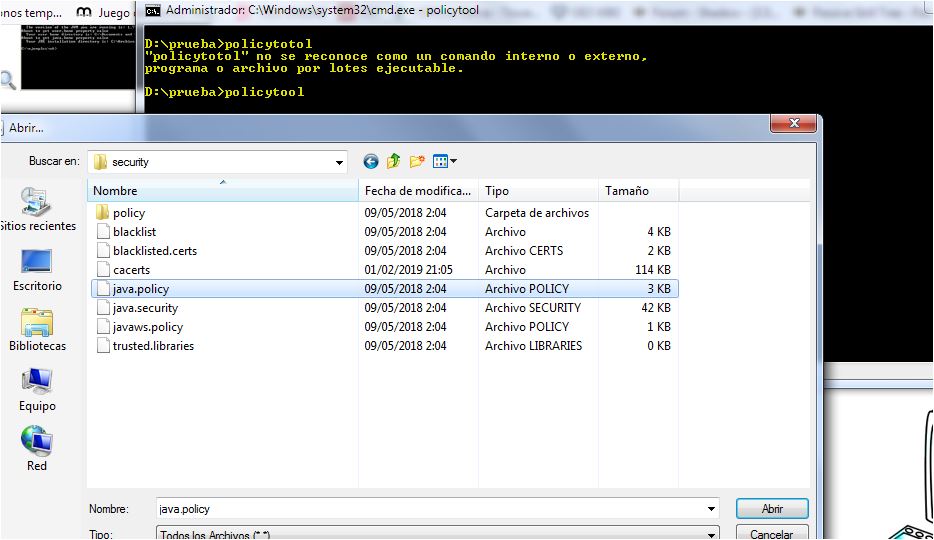 onos temp...
Juego
Administrador: C:\Windows\system32\cmd.exe - policytool
D:\prueba>policytotol
"policytotol" no se reconoce como un comando interno o externo,
programa o archivo por lotes ejecutable.
D:\prueba>policytool
Abrir...
Buscar en: security
Nombre Fecha de modifica... Tipo Tamaño
policy 09/05/2018 2:04 Carpeta de archivos
blacklist 09/05/2018 2:04 Archivo 4 KB
blacklisted.certs 09/05/2018 2:04 Archivo CERTS 2 KB
cacerts 01/02/2019 21:05 Archivo 114 KB
java.policy 09/05/2018 2:04 Archivo POLICY 3 KB
java.security 09/05/2018 2:04 Archivo SECURITY 42 KB
javaws.policy 09/05/2018 2:04 Archivo POLICY 1 KB
trusted.libraries 09/05/2018 2:04 Archivo LIBRARIES 0 KB
Sitios recientes
Escritorio
Bibliotecas
Equipo
Red
Nombre: java.policy Abrir
Tipo: Todos los Archivos (*.*) Cancelar